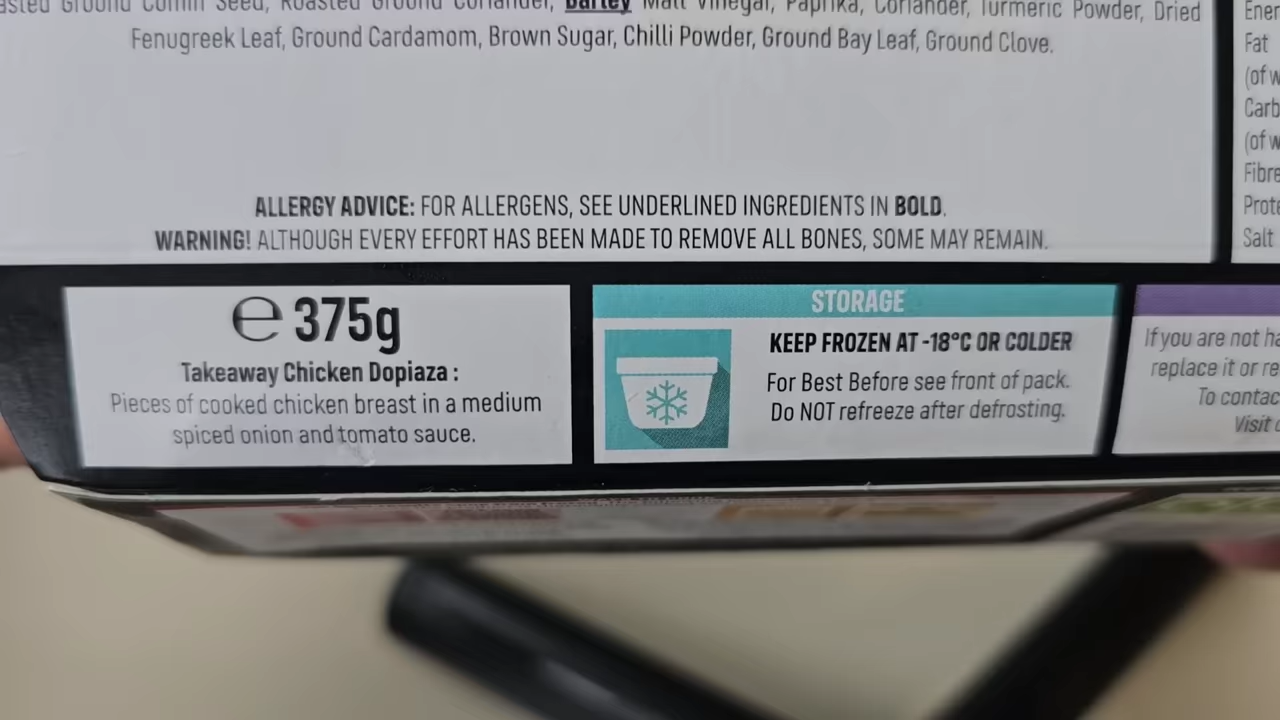 Ground Cumin Seed, Roasted Ground Coriander, Barley Malt Vinegar, Paprika, Coriander, Turmeric Powder, Dried
Fenugreek Leaf, Ground Cardamom, Brown Sugar, Chilli Powder, Ground Bay Leaf, Ground Clove.
ALLERGY ADVICE: FOR ALLERGENS, SEE UNDERLINED INGREDIENTS IN BOLD.
WARNING! ALTHOUGH EVERY EFFORT HAS BEEN MADE TO REMOVE ALL BONES, SOME MAY REMAIN.
Fat
(of w
Carb
(of w
Fibre
Salt
℮ 375g
Takeaway Chicken Dopiaza :
Pieces of cooked chicken breast in a medium
spiced onion and tomato sauce.
STORAGE
KEEP FROZEN AT -18°C OR COLDER
For Best Before see front of pack.
Do NOT refreeze after defrosting.
If you are not ha
replace it or re
To contac
Visit